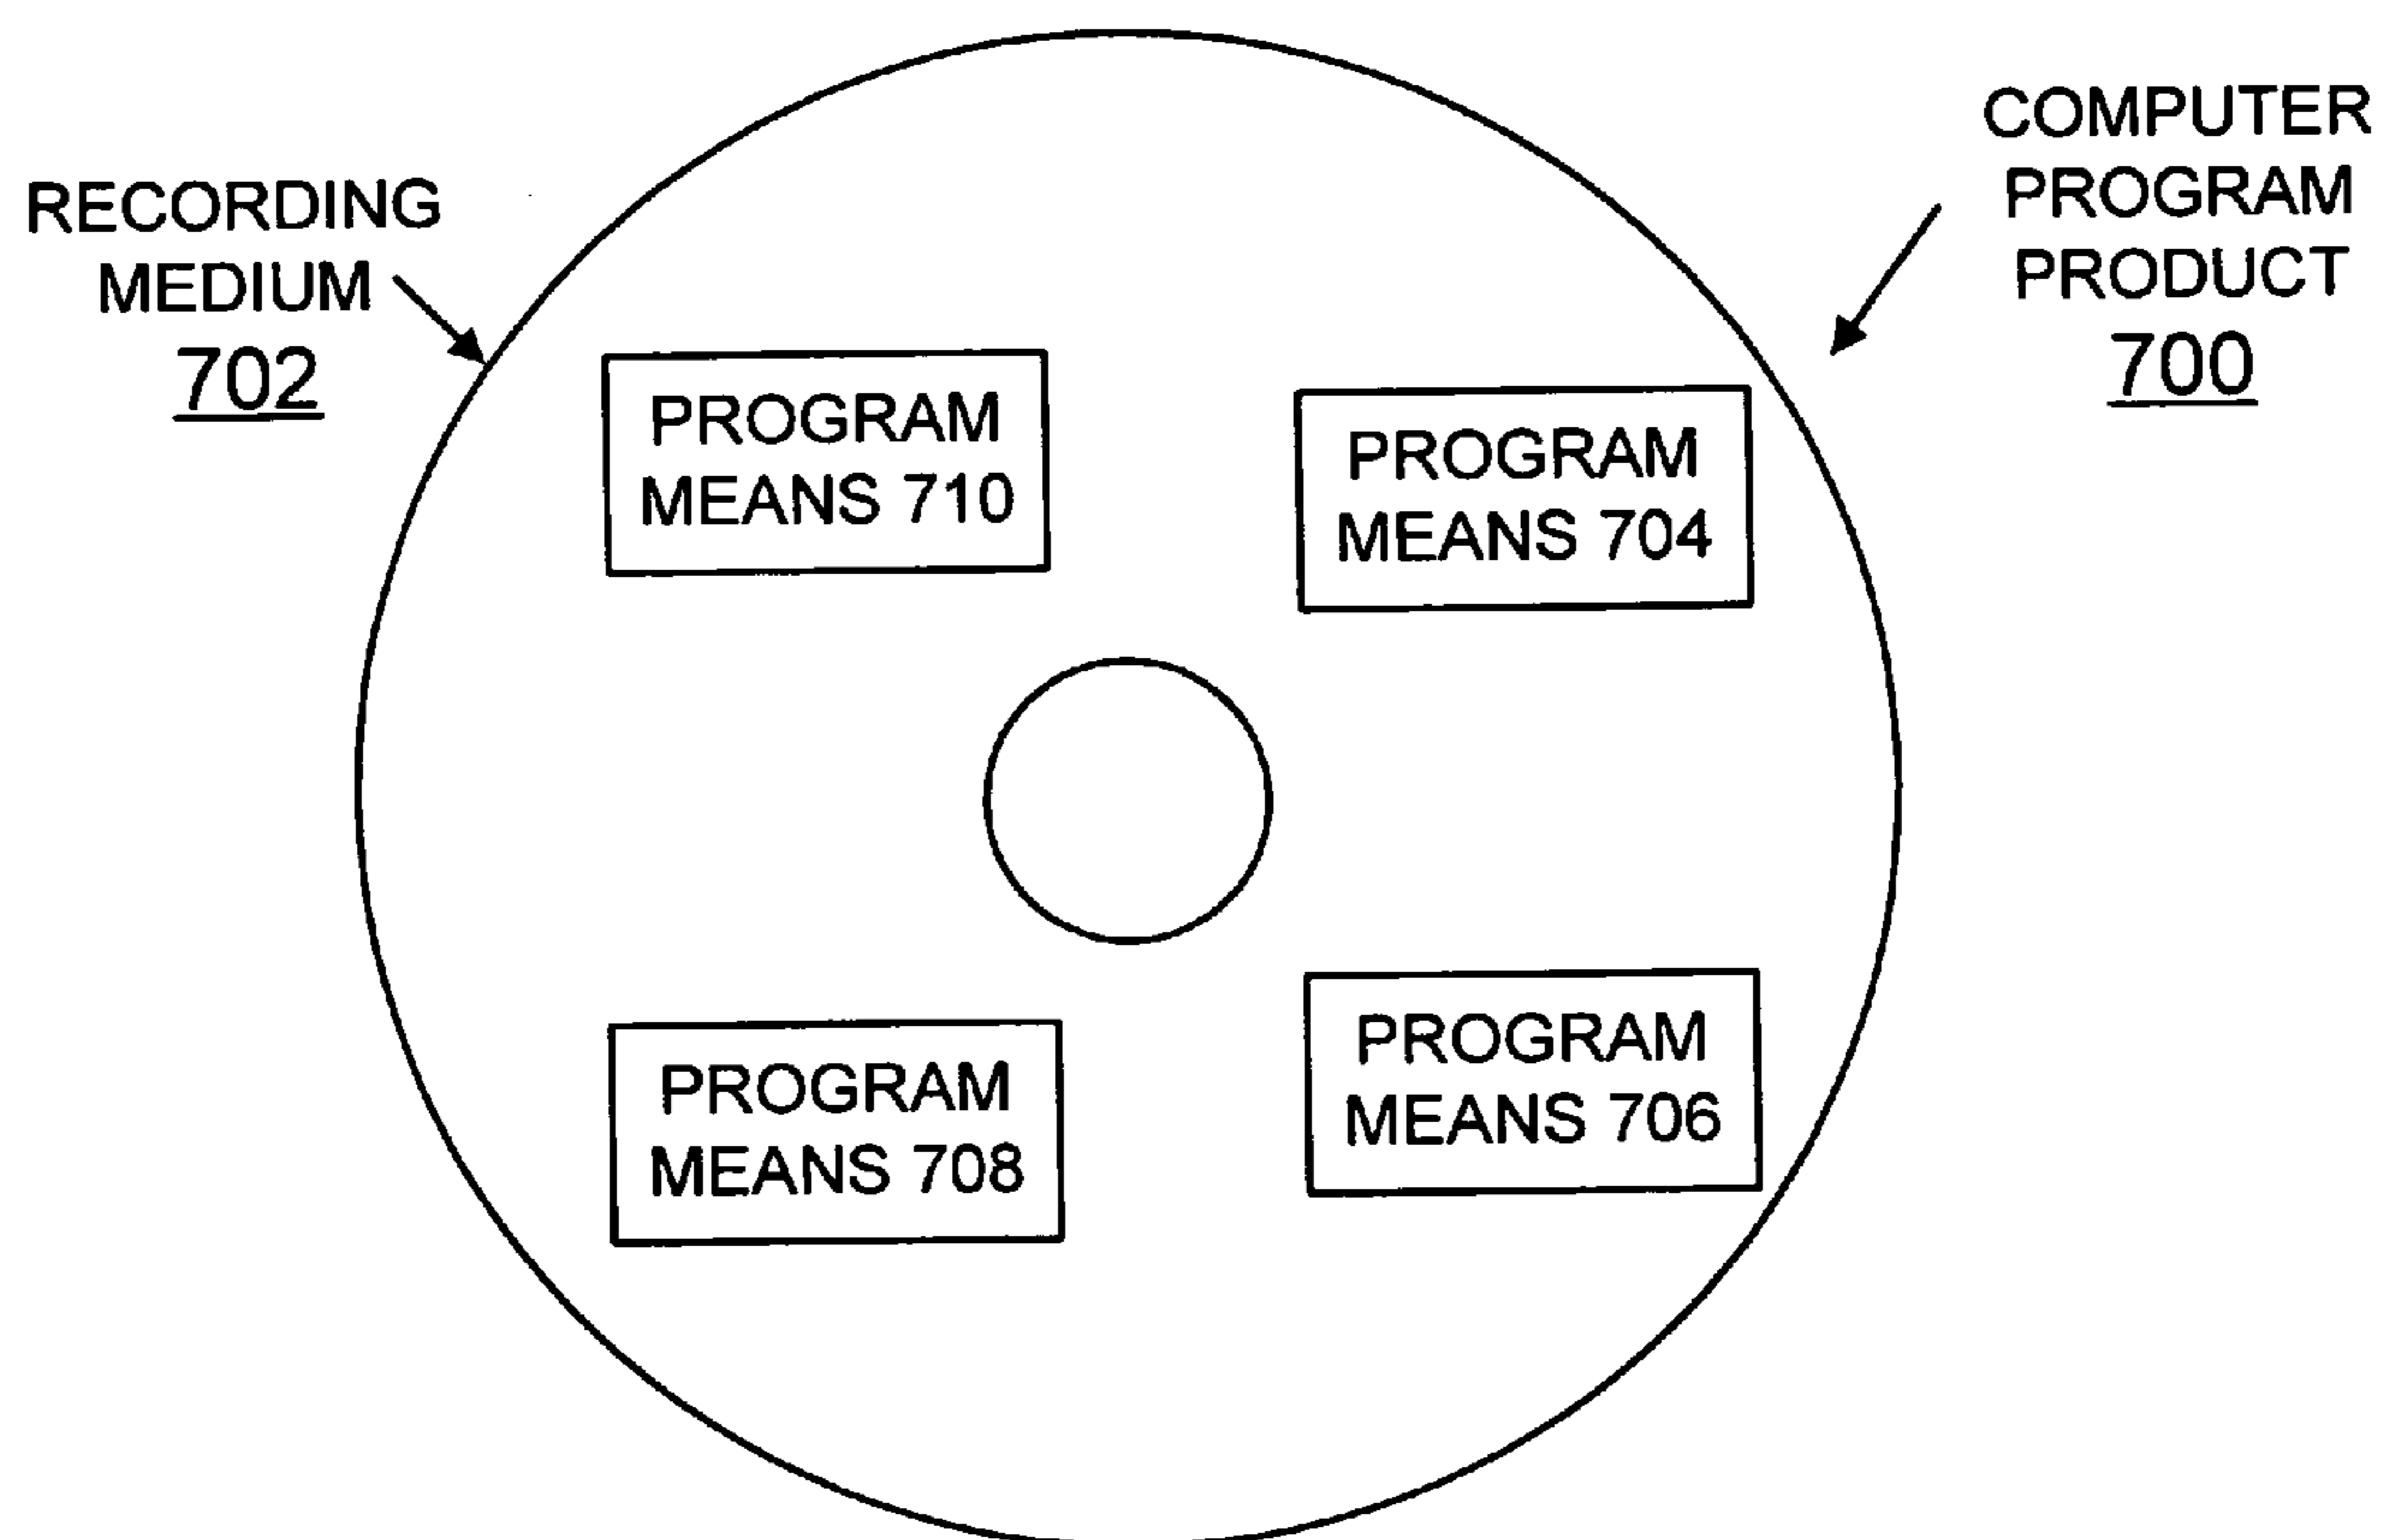 RECORDING
MEDIUM
702
COMPUTER
PROGRAM
PRODUCT
700
PROGRAM
MEANS 710
PROGRAM
MEANS 704
PROGRAM
MEANS 708
PROGRAM
MEANS 706